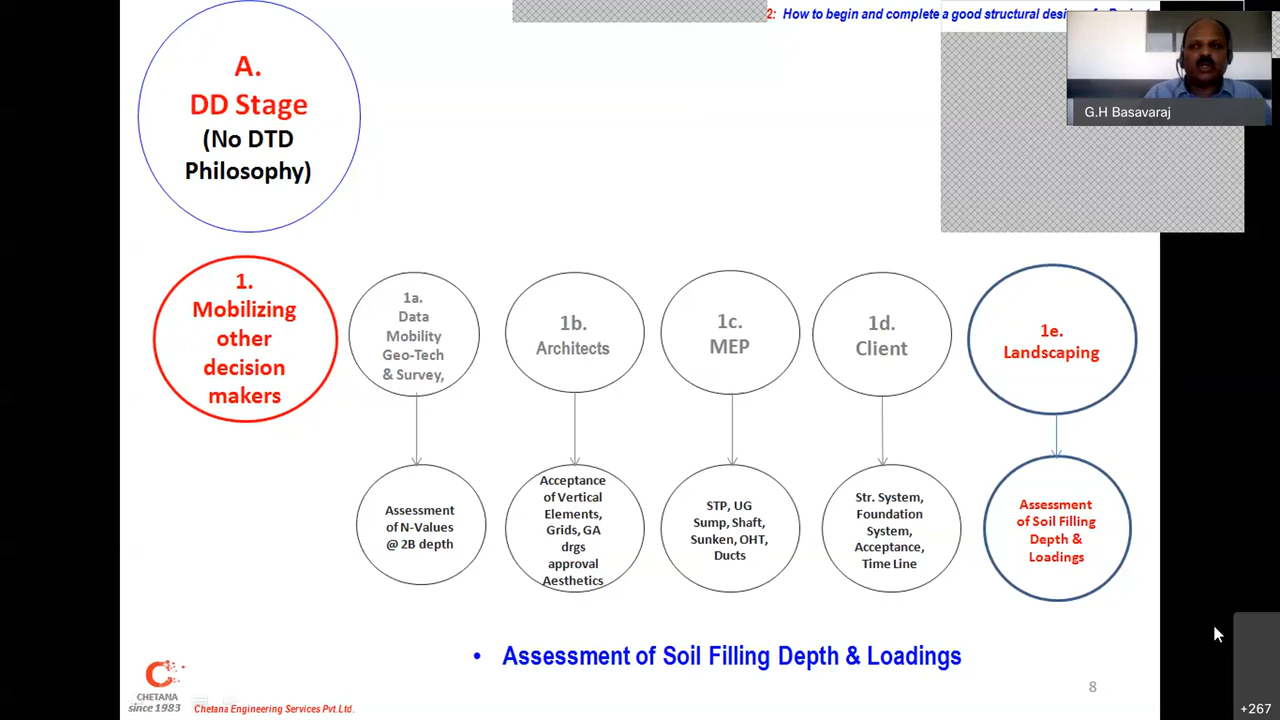 2: How to begin and complete a good structural
G.H Basavaraj
A.
DD Stage
(No DTD
Philosophy)
1.
Mobilizing
other
decision
makers
1a.
Data
Mobility
Geo-Tech
& Survey,
1b.
Architects
1c.
MEP
1d.
Client
1e.
Landscaping
Assessment
of N-Values
@ 2B depth
Acceptance
of Vertical
Elements,
Grids, GA
drgs
approval
Aesthetics
STP, UG
Sump, Shaft,
Sunken, OHT,
Ducts
Str. System,
Foundation
System,
Acceptance,
Time Line
Assessment
of Soil Filling
Depth &
Loadings
• Assessment of Soil Filling Depth & Loadings
8
CHETANA
since 1983
Chetana Engineering Services Pvt.Ltd.
+267